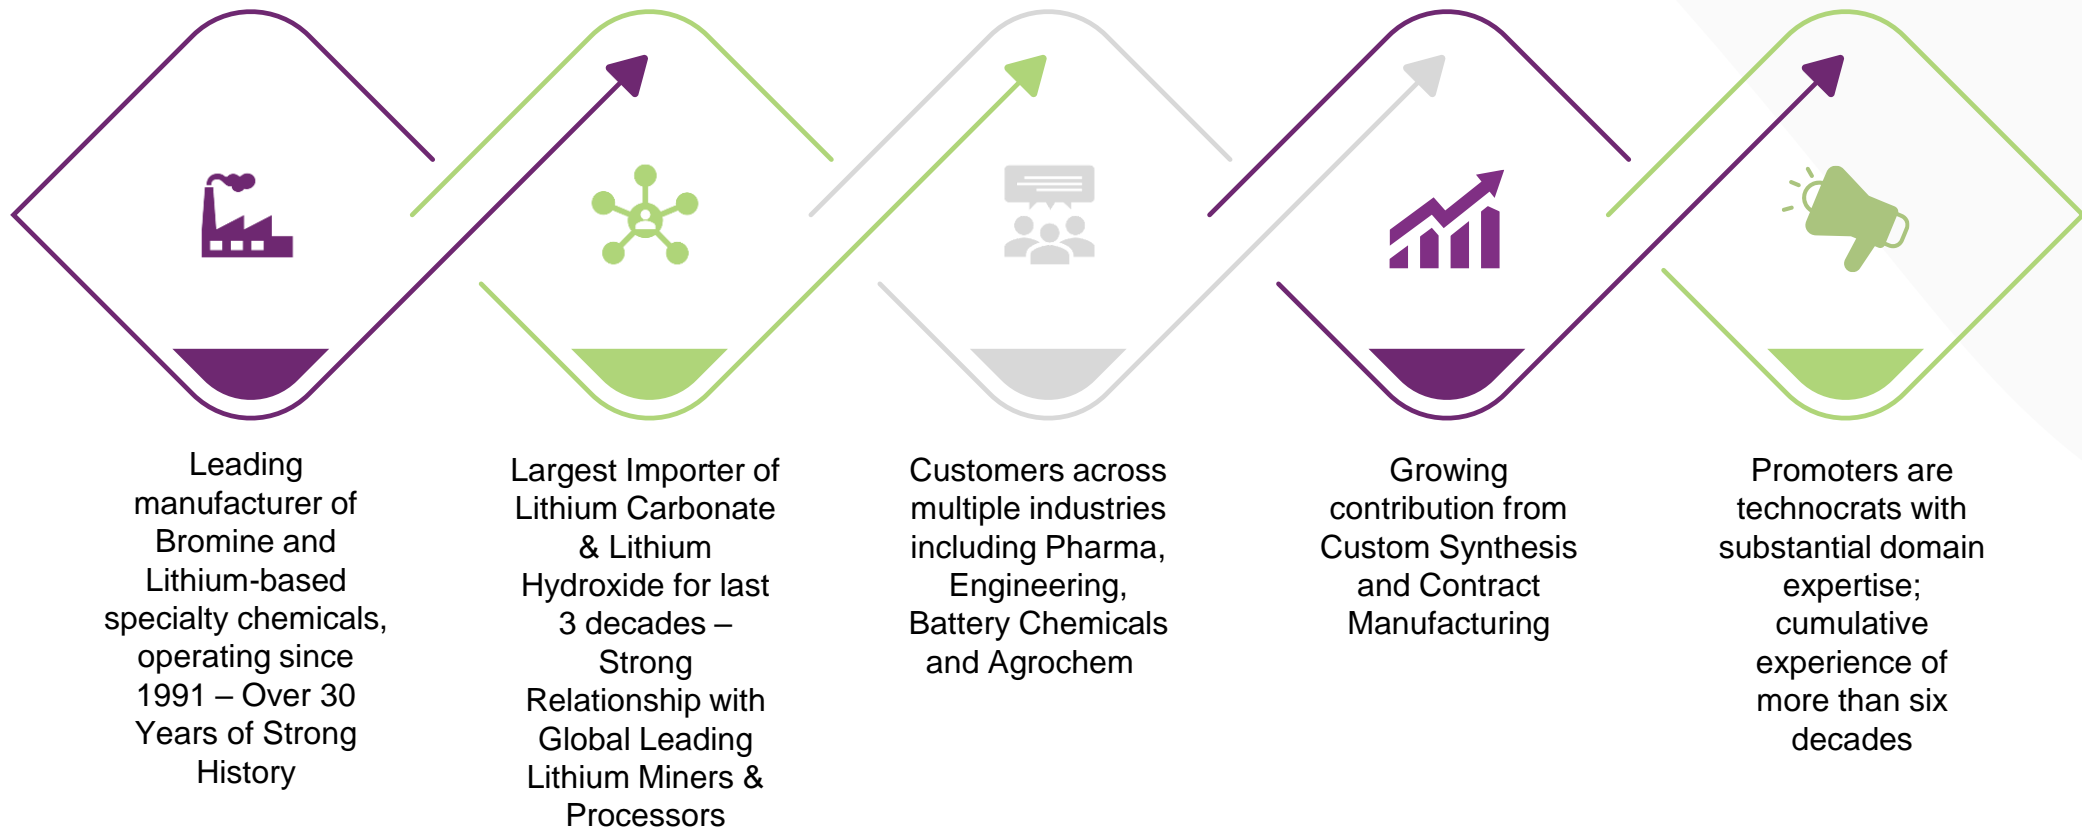 Leading
manufacturer of
Bromine and
Lithium-based
specialty chemicals,
operating since
1991 – Over 30
Years of Strong
History
Largest Importer of
Lithium Carbonate
& Lithium
Hydroxide for last
3 decades –
Strong
Relationship with
Global Leading
Lithium Miners &
Processors
Customers across
multiple industries
including Pharma,
Engineering,
Battery Chemicals
and Agrochem
Growing
contribution from
Custom Synthesis
and Contract
Manufacturing
Promoters are
technocrats with
substantial domain
expertise;
cumulative
experience of
more than six
decades